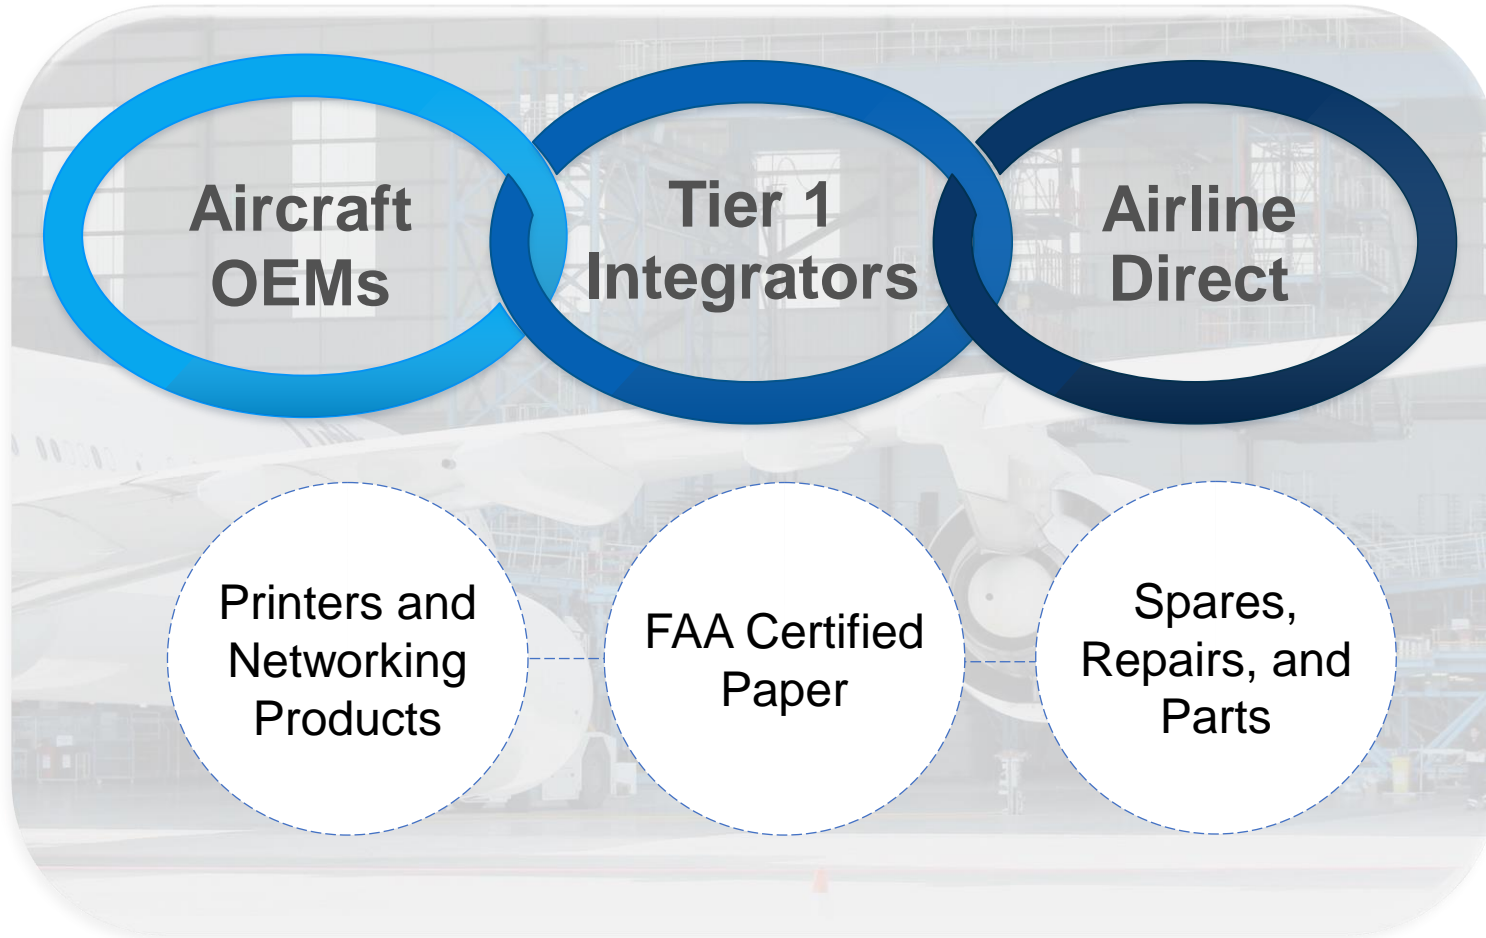 Aircraft
OEMs
Tier 1
Integrators
Airline
Direct
Printers and
Networking
Products
FAA Certified
Paper
Spares,
Repairs, and
Parts